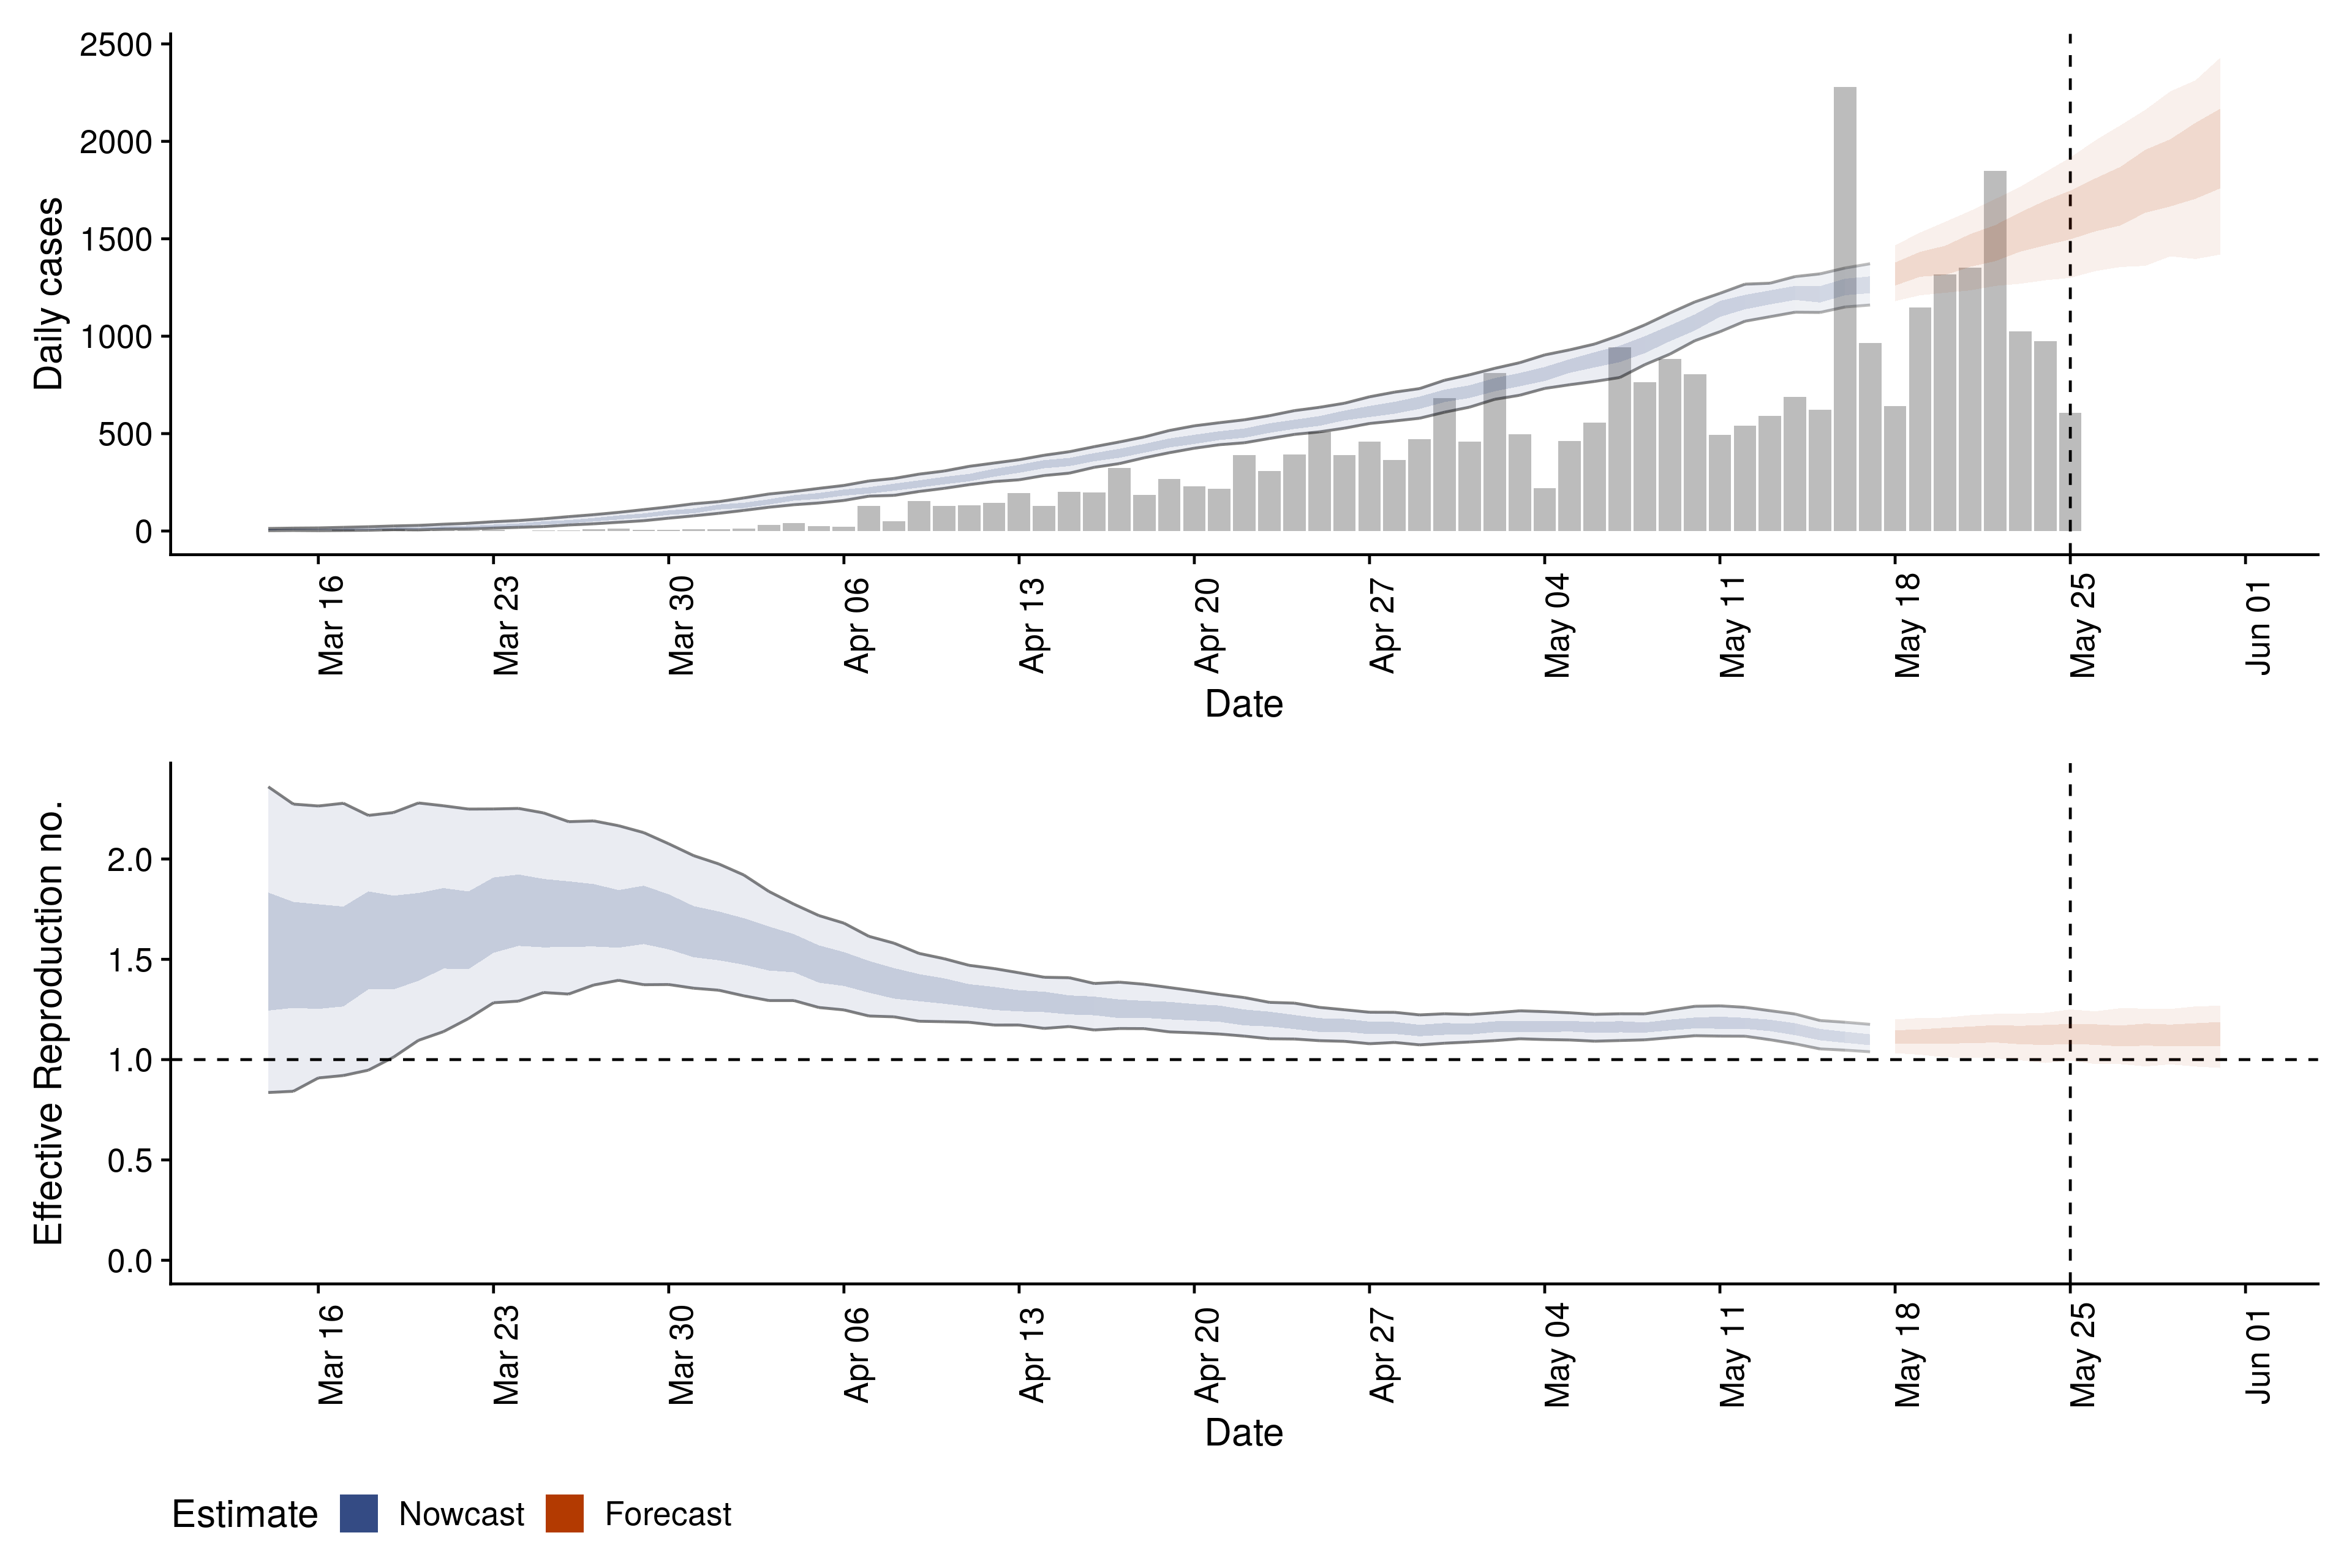 2500
2000
1500
1000
500
0
Daily cases
Mar 16 Mar 23 Mar 30 Apr 06 Apr 13 Apr 20 Apr 27 May 04 May 11 May 18 May 25 Jun 01
Date
2.0
1.5
1.0
0.5
0.0
Effective Reproduction no.
Mar 16 Mar 23 Mar 30 Apr 06 Apr 13 Apr 20 Apr 27 May 04 May 11 May 18 May 25 Jun 01
Date
Estimate Nowcast Forecast